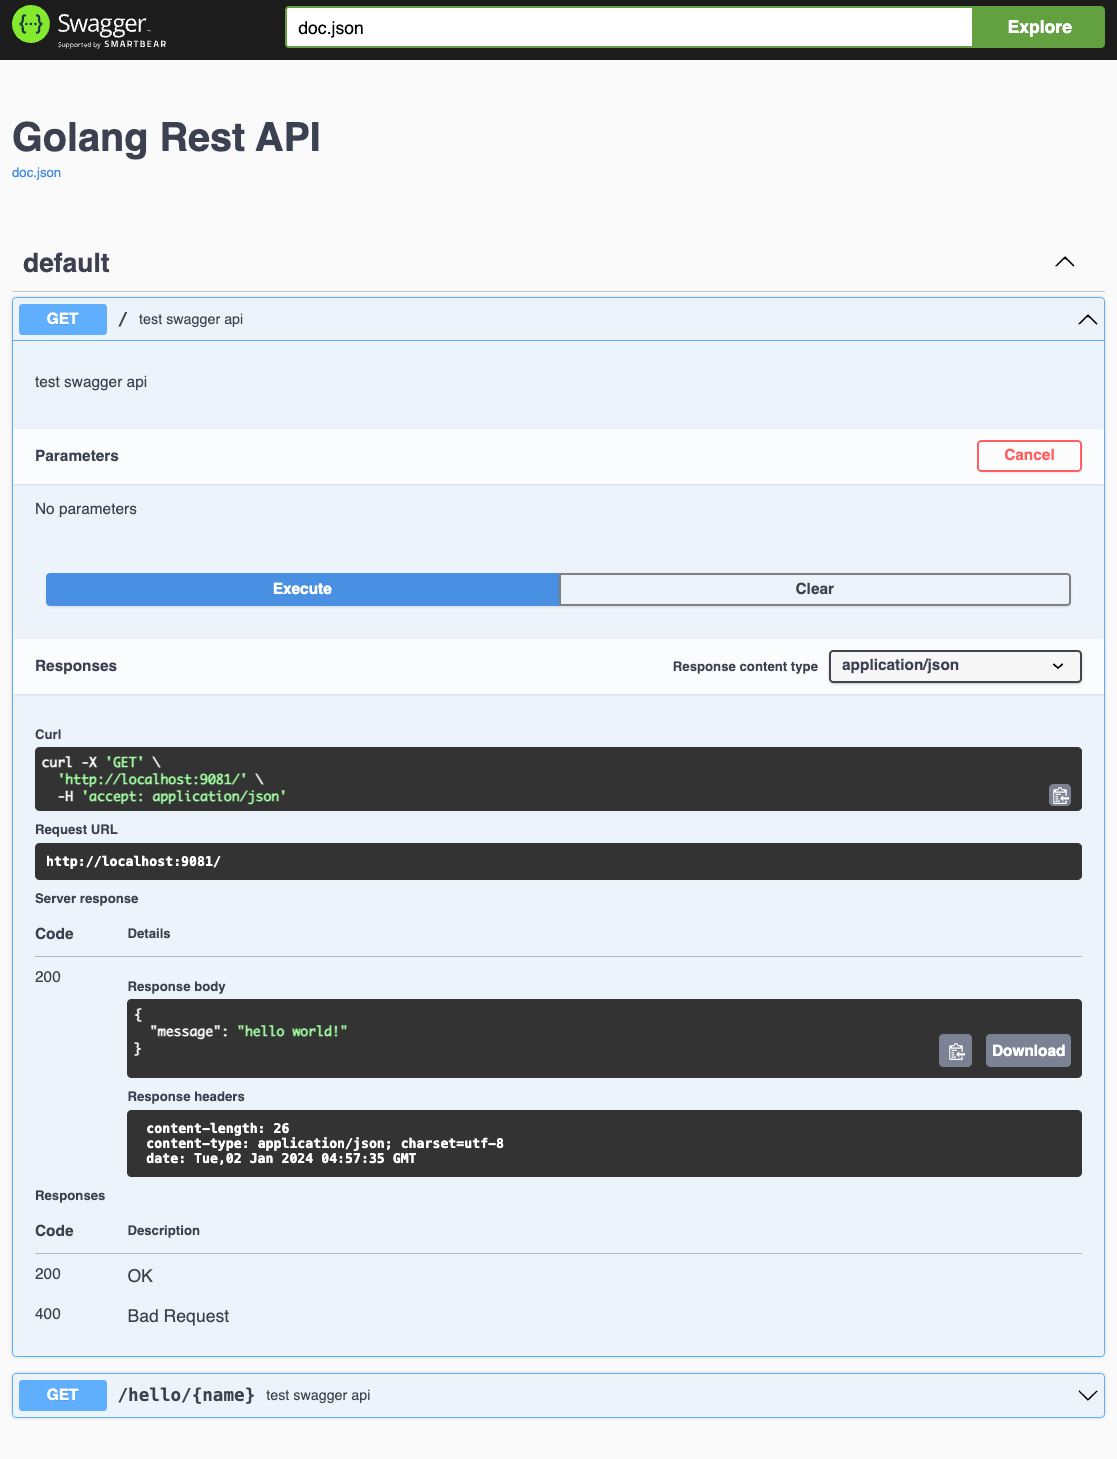 Swagger
Supported by SMARTBEAR
doc.json
Explore
Golang Rest API
doc.json
default
GET / test swagger api
test swagger api
Parameters
Cancel
No parameters
Execute
Clear
Responses
Response content type
application/json
Curl
curl -X 'GET' \
  'http://localhost:9081/' \
  -H 'accept: application/json'
Request URL
http://localhost:9081/
Server response
Code Details
200
Response body
{
  "message": "hello world!"
}
Download
Response headers
content-length: 26
content-type: application/json; charset=utf-8
date: Tue,02 Jan 2024 04:57:35 GMT
Responses
Code Description
200 OK
400 Bad Request
GET /hello/{name} test swagger api